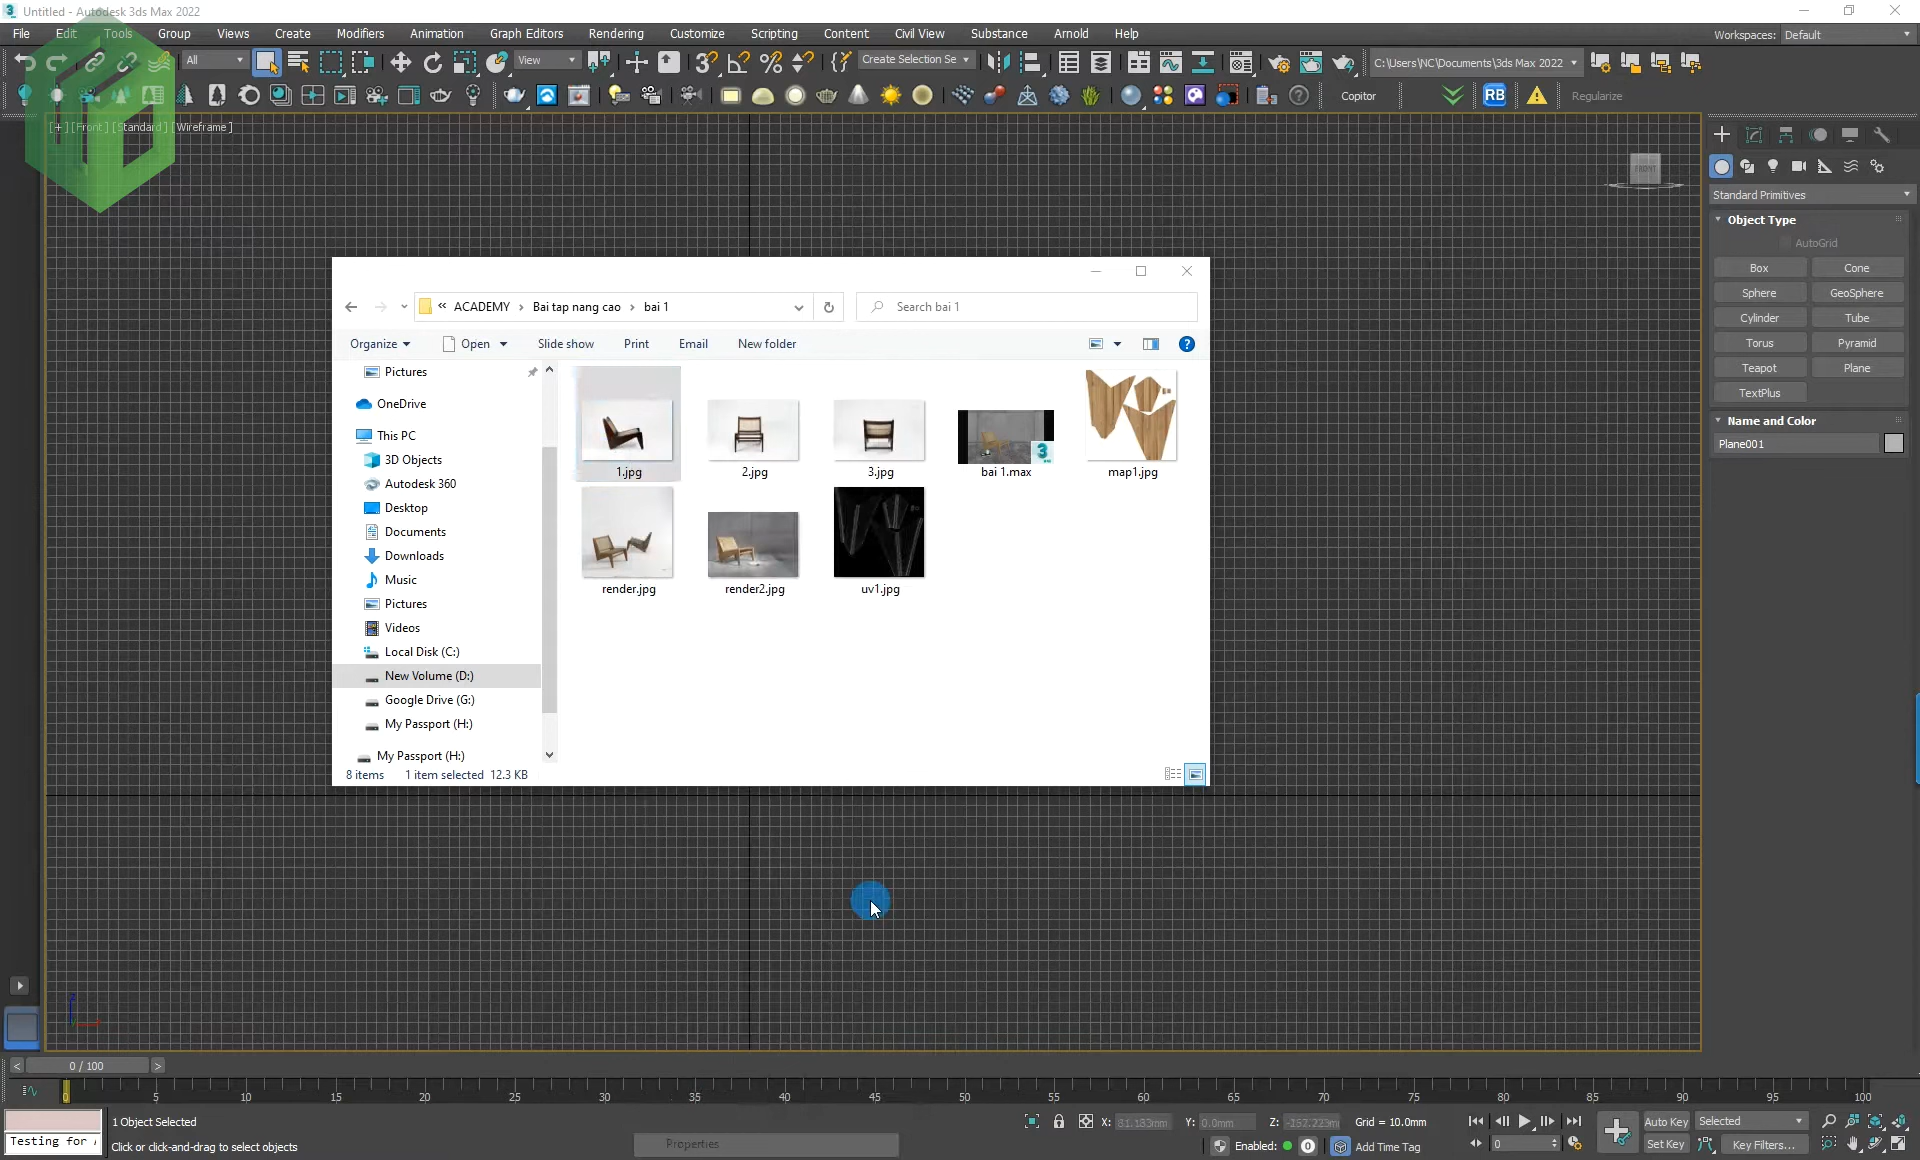 Untitled - Autodesk 3ds Max 2022
File Edit Tools Group Views Create Modifiers Animation Graph Editors Rendering Customize Scripting Content Civil View Substance Arnold Help
Workspaces: Default
All View Create Selection Se C:\Users\NC\Documents\3ds Max 2022
Copitor RB Regularize
[+] [Front] [Standard] [Wireframe]
FRONT
Standard Primitives
Object Type
AutoGrid
Box Cone
Sphere GeoSphere
Cylinder Tube
Torus Pyramid
Teapot Plane
TextPlus
Name and Color
Plane001
« ACADEMY › Bai tap nang cao › bai 1
Search bai 1
Organize Open Slide show Print Email New folder
Pictures
OneDrive
This PC
3D Objects
Autodesk 360
Desktop
Documents
Downloads
Music
Pictures
Videos
Local Disk (C:)
New Volume (D:)
Google Drive (G:)
My Passport (H:)
My Passport (H:)
1.jpg 2.jpg 3.jpg bai 1.max map1.jpg
render.jpg render2.jpg uv1.jpg
8 items 1 item selected 12.3 KB
0 / 100
0 5 10 15 20 25 30 35 40 45 50 55 60 65 70 75 80 85 90 95 100
1 Object Selected
X: 81.183mm Y: 0.0mm Z: -152.223mm Grid = 10.0mm
Auto Key Selected
Testing for
Click or click-and-drag to select objects
Properties
Enabled: 0 Add Time Tag
0
Set Key Key Filters...